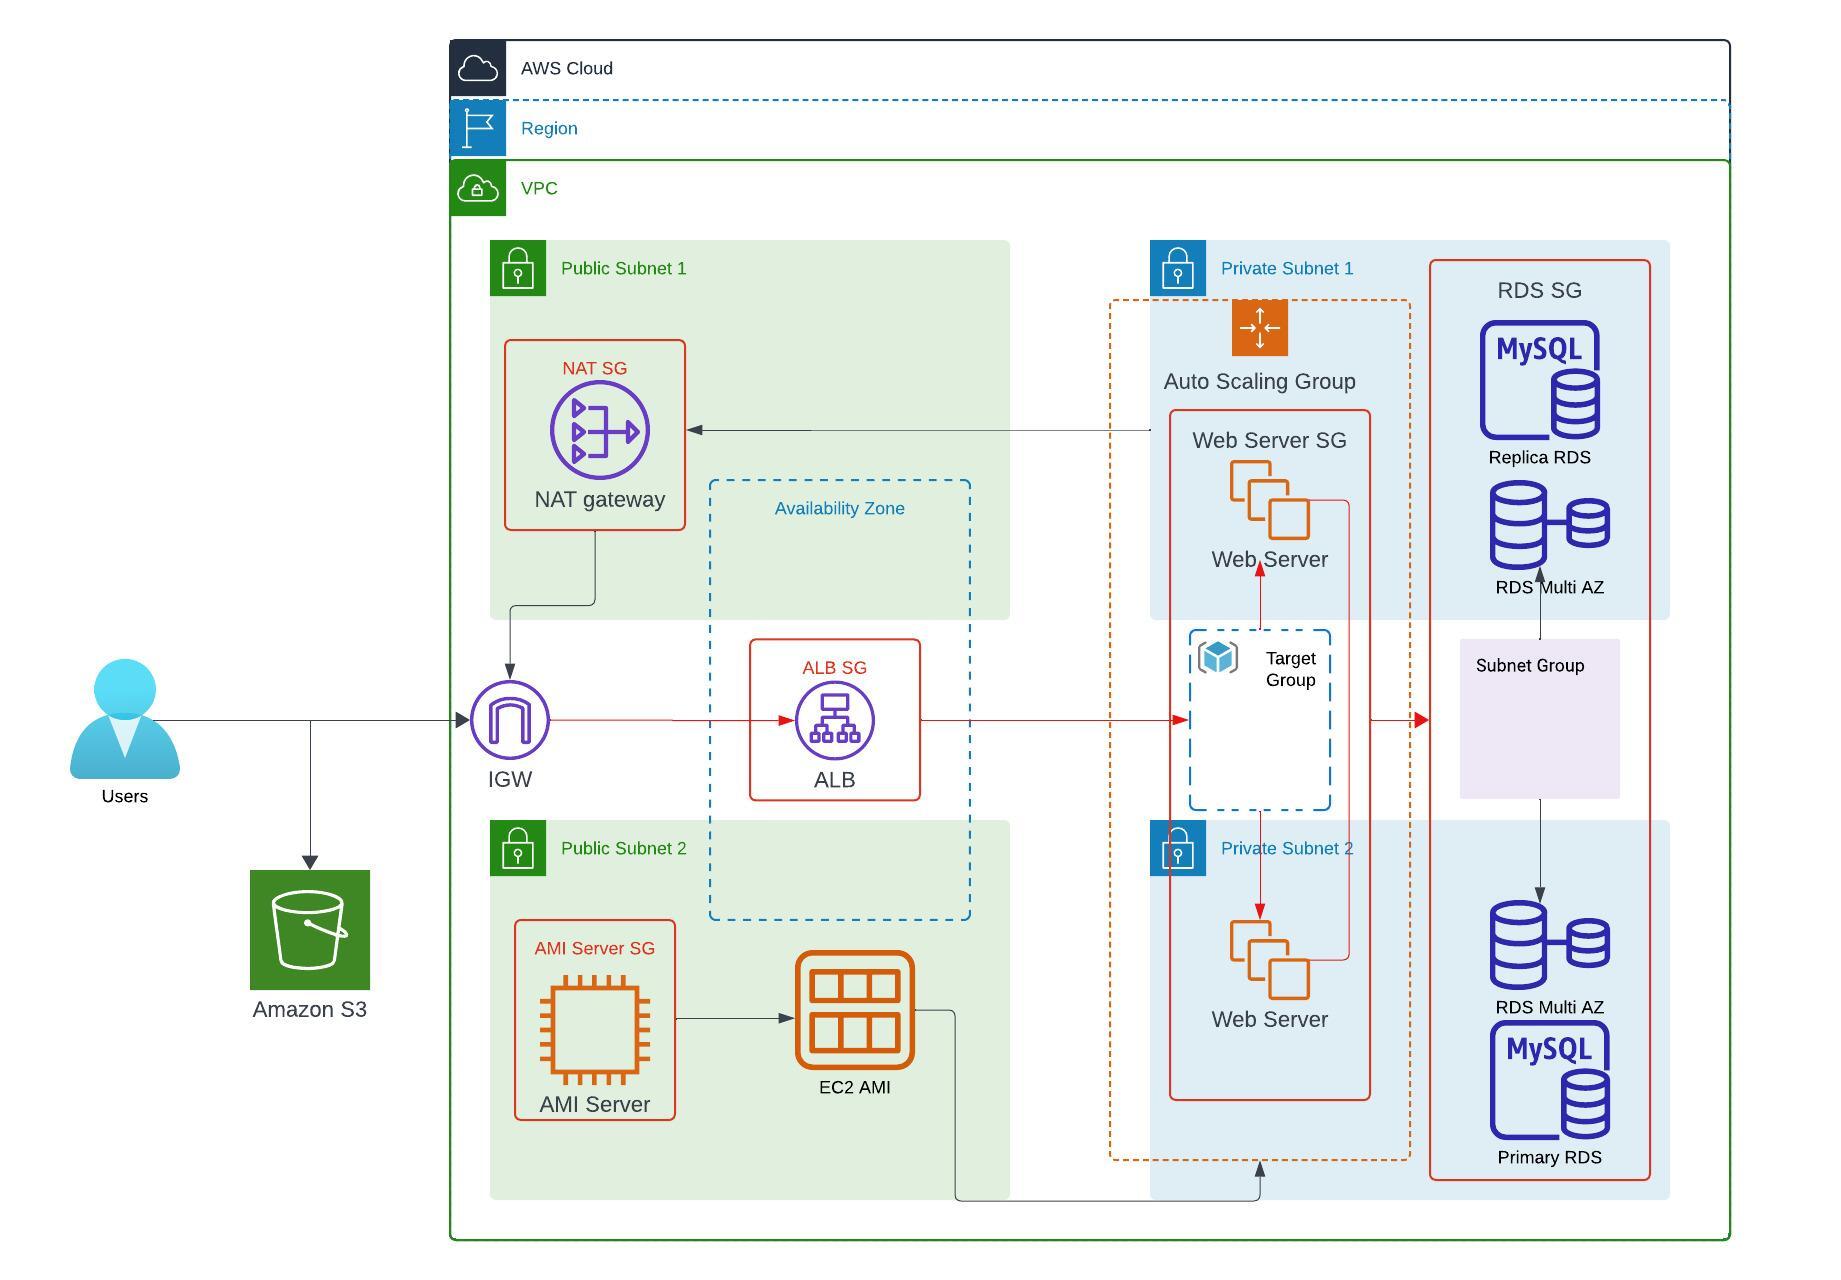 AWS Cloud
Region
VPC
Public Subnet 1
NAT SG
NAT gateway
Availability Zone
Private Subnet 1
Auto Scaling Group
Web Server SG
Web Server
RDS SG
MySQL
Replica RDS
RDS Multi AZ
Users
Amazon S3
IGW
ALB SG
ALB
Target
Group
Subnet Group
Public Subnet 2
AMI Server SG
AMI Server
EC2 AMI
Private Subnet 2
Web Server
RDS Multi AZ
MySQL
Primary RDS